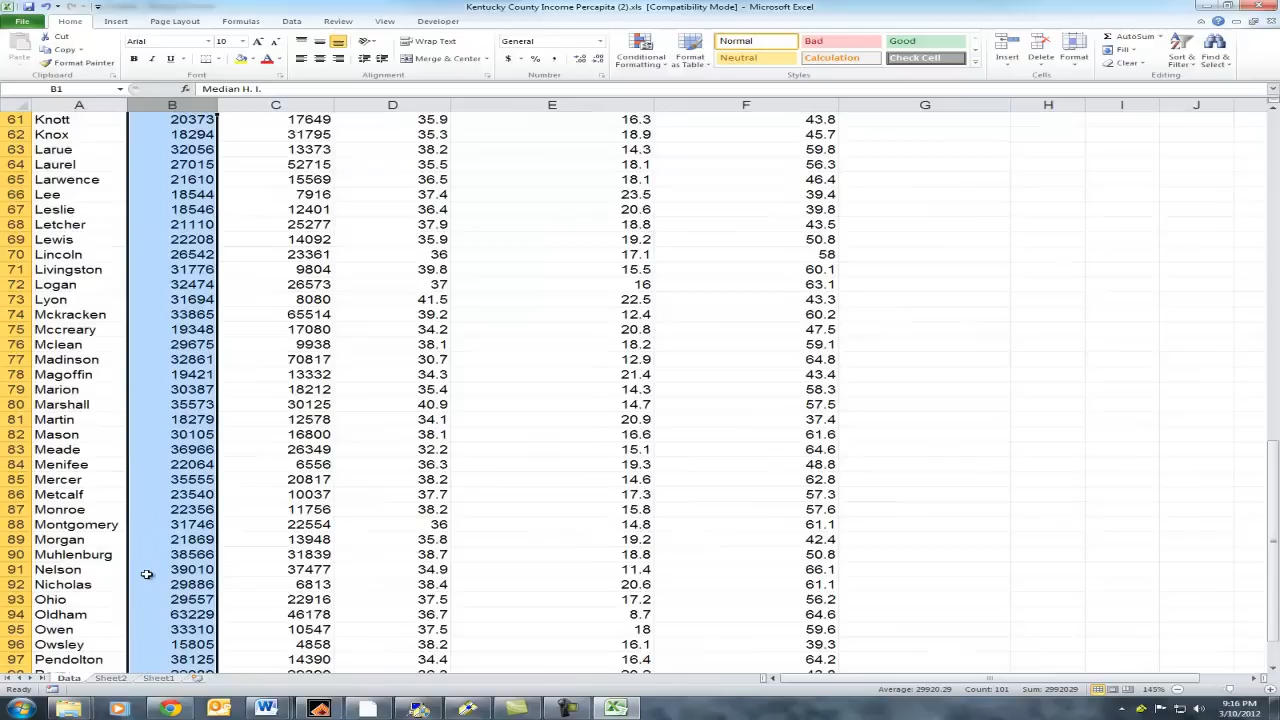 Kentucky County Income Percapita (2).xls [Compatibility Mode] - Microsoft Excel
File Home Insert Page Layout Formulas Data Review View Developer
Paste Cut Arial 10 Wrap Text General Conditional Formatting Format as Table Normal Bad Good Insert Delete Format AutoSum Sort & Filter Find & Select
Copy Merge & Center Neutral Calculation Check Cell Fill
Format Painter Clear
Clipboard Font Alignment Number Styles Cells Editing
B1 fx Median H. I.
A B C D E F G H I J
61 Knott 20373 17649 35.9 16.3 43.8
62 Knox 18294 31795 35.3 18.9 45.7
63 Larue 32056 13373 38.2 14.3 59.8
64 Laurel 27015 52715 35.5 18.1 56.3
65 Larwence 21610 15569 36.5 18.1 46.4
66 Lee 18544 7916 37.4 23.5 39.4
67 Leslie 18546 12401 36.4 20.6 39.8
68 Letcher 21110 25277 37.9 18.8 43.5
69 Lewis 22208 14092 35.9 19.2 50.8
70 Lincoln 26542 23361 36 17.1 58
71 Livingston 31776 9804 39.8 15.5 60.1
72 Logan 32474 26573 37 16 63.1
73 Lyon 31694 8080 41.5 22.5 43.3
74 Mckracken 33865 65514 39.2 12.4 60.2
75 Mccreary 19348 17080 34.2 20.8 47.5
76 Mclean 29675 9938 38.1 18.2 59.1
77 Madinson 32861 70817 30.7 12.9 64.8
78 Magoffin 19421 13332 34.3 21.4 43.4
79 Marion 30387 18212 35.4 14.3 58.3
80 Marshall 35573 30125 40.9 14.7 57.5
81 Martin 18279 12578 34.1 20.9 37.4
82 Mason 30105 16800 38.1 16.6 61.6
83 Meade 36966 26349 32.2 15.1 64.6
84 Menifee 22064 6556 36.3 19.3 48.8
85 Mercer 35555 20817 38.2 14.6 62.8
86 Metcalf 23540 10037 37.7 17.3 57.3
87 Monroe 22356 11756 38.2 15.8 57.6
88 Montgomery 31746 22554 36 14.8 61.1
89 Morgan 21869 13948 35.8 19.2 42.4
90 Muhlenburg 38566 31839 38.7 18.8 50.8
91 Nelson 39010 37477 34.9 11.4 66.1
92 Nicholas 29886 6813 38.4 20.6 61.1
93 Ohio 29557 22916 37.5 17.2 56.2
94 Oldham 63229 46178 36.7 8.7 64.6
95 Owen 33310 10547 37.5 18 59.6
96 Owsley 15805 4858 38.2 16.1 39.3
97 Pendolton 38125 14390 34.4 16.4 64.2
Data Sheet2 Sheet1
Ready Average: 29920.29 Count: 101 Sum: 2992029 145%
9:16 PM
3/10/2012